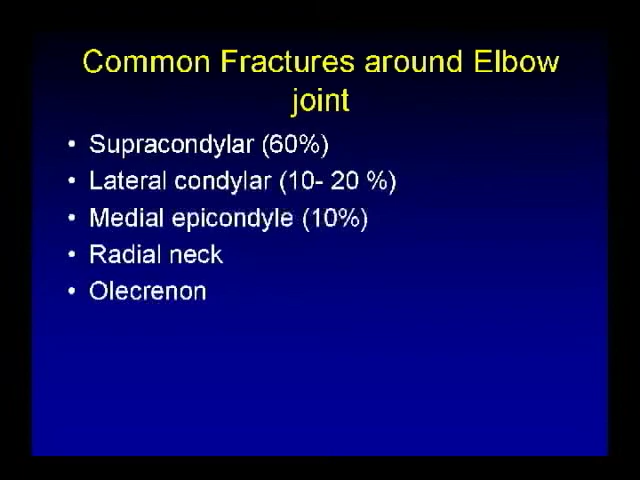 Common Fractures around Elbow
joint
• Supracondylar (60%)
• Lateral condylar (10- 20 %)
• Medial epicondyle (10%)
• Radial neck
• Olecrenon